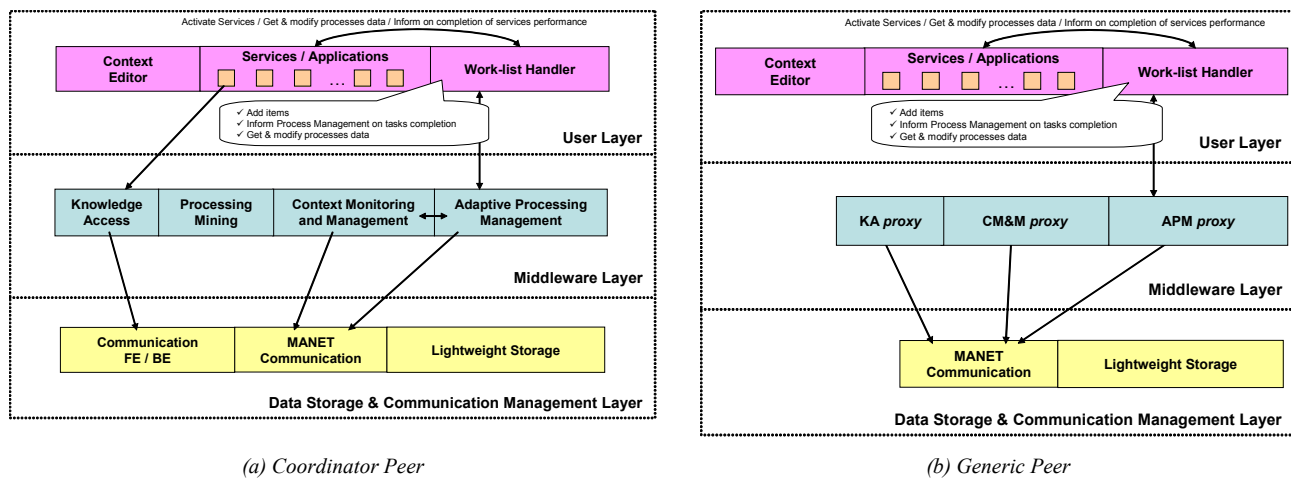 Activate Services / Get & modify processes data / Inform on completion of services performance
Context
Editor
Services / Applications
...
Work-list Handler
✓ Add items
✓ Inform Process Management on tasks completion
✓ Get & modify processes data
User Layer
Knowledge
Access
Processing
Mining
Context Monitoring
and Management
Adaptive Processing
Management
Middleware Layer
Communication
FE / BE
MANET
Communication
Lightweight Storage
Data Storage & Communication Management Layer
(a) Coordinator Peer
Activate Services / Get & modify processes data / Inform on completion of services performance
Context
Editor
Services / Applications
...
Work-list Handler
✓ Add items
✓ Inform Process Management on tasks completion
✓ Get & modify processes data
User Layer
KA proxy
CM&M proxy
APM proxy
Middleware Layer
MANET
Communication
Lightweight Storage
Data Storage & Communication Management Layer
(b) Generic Peer